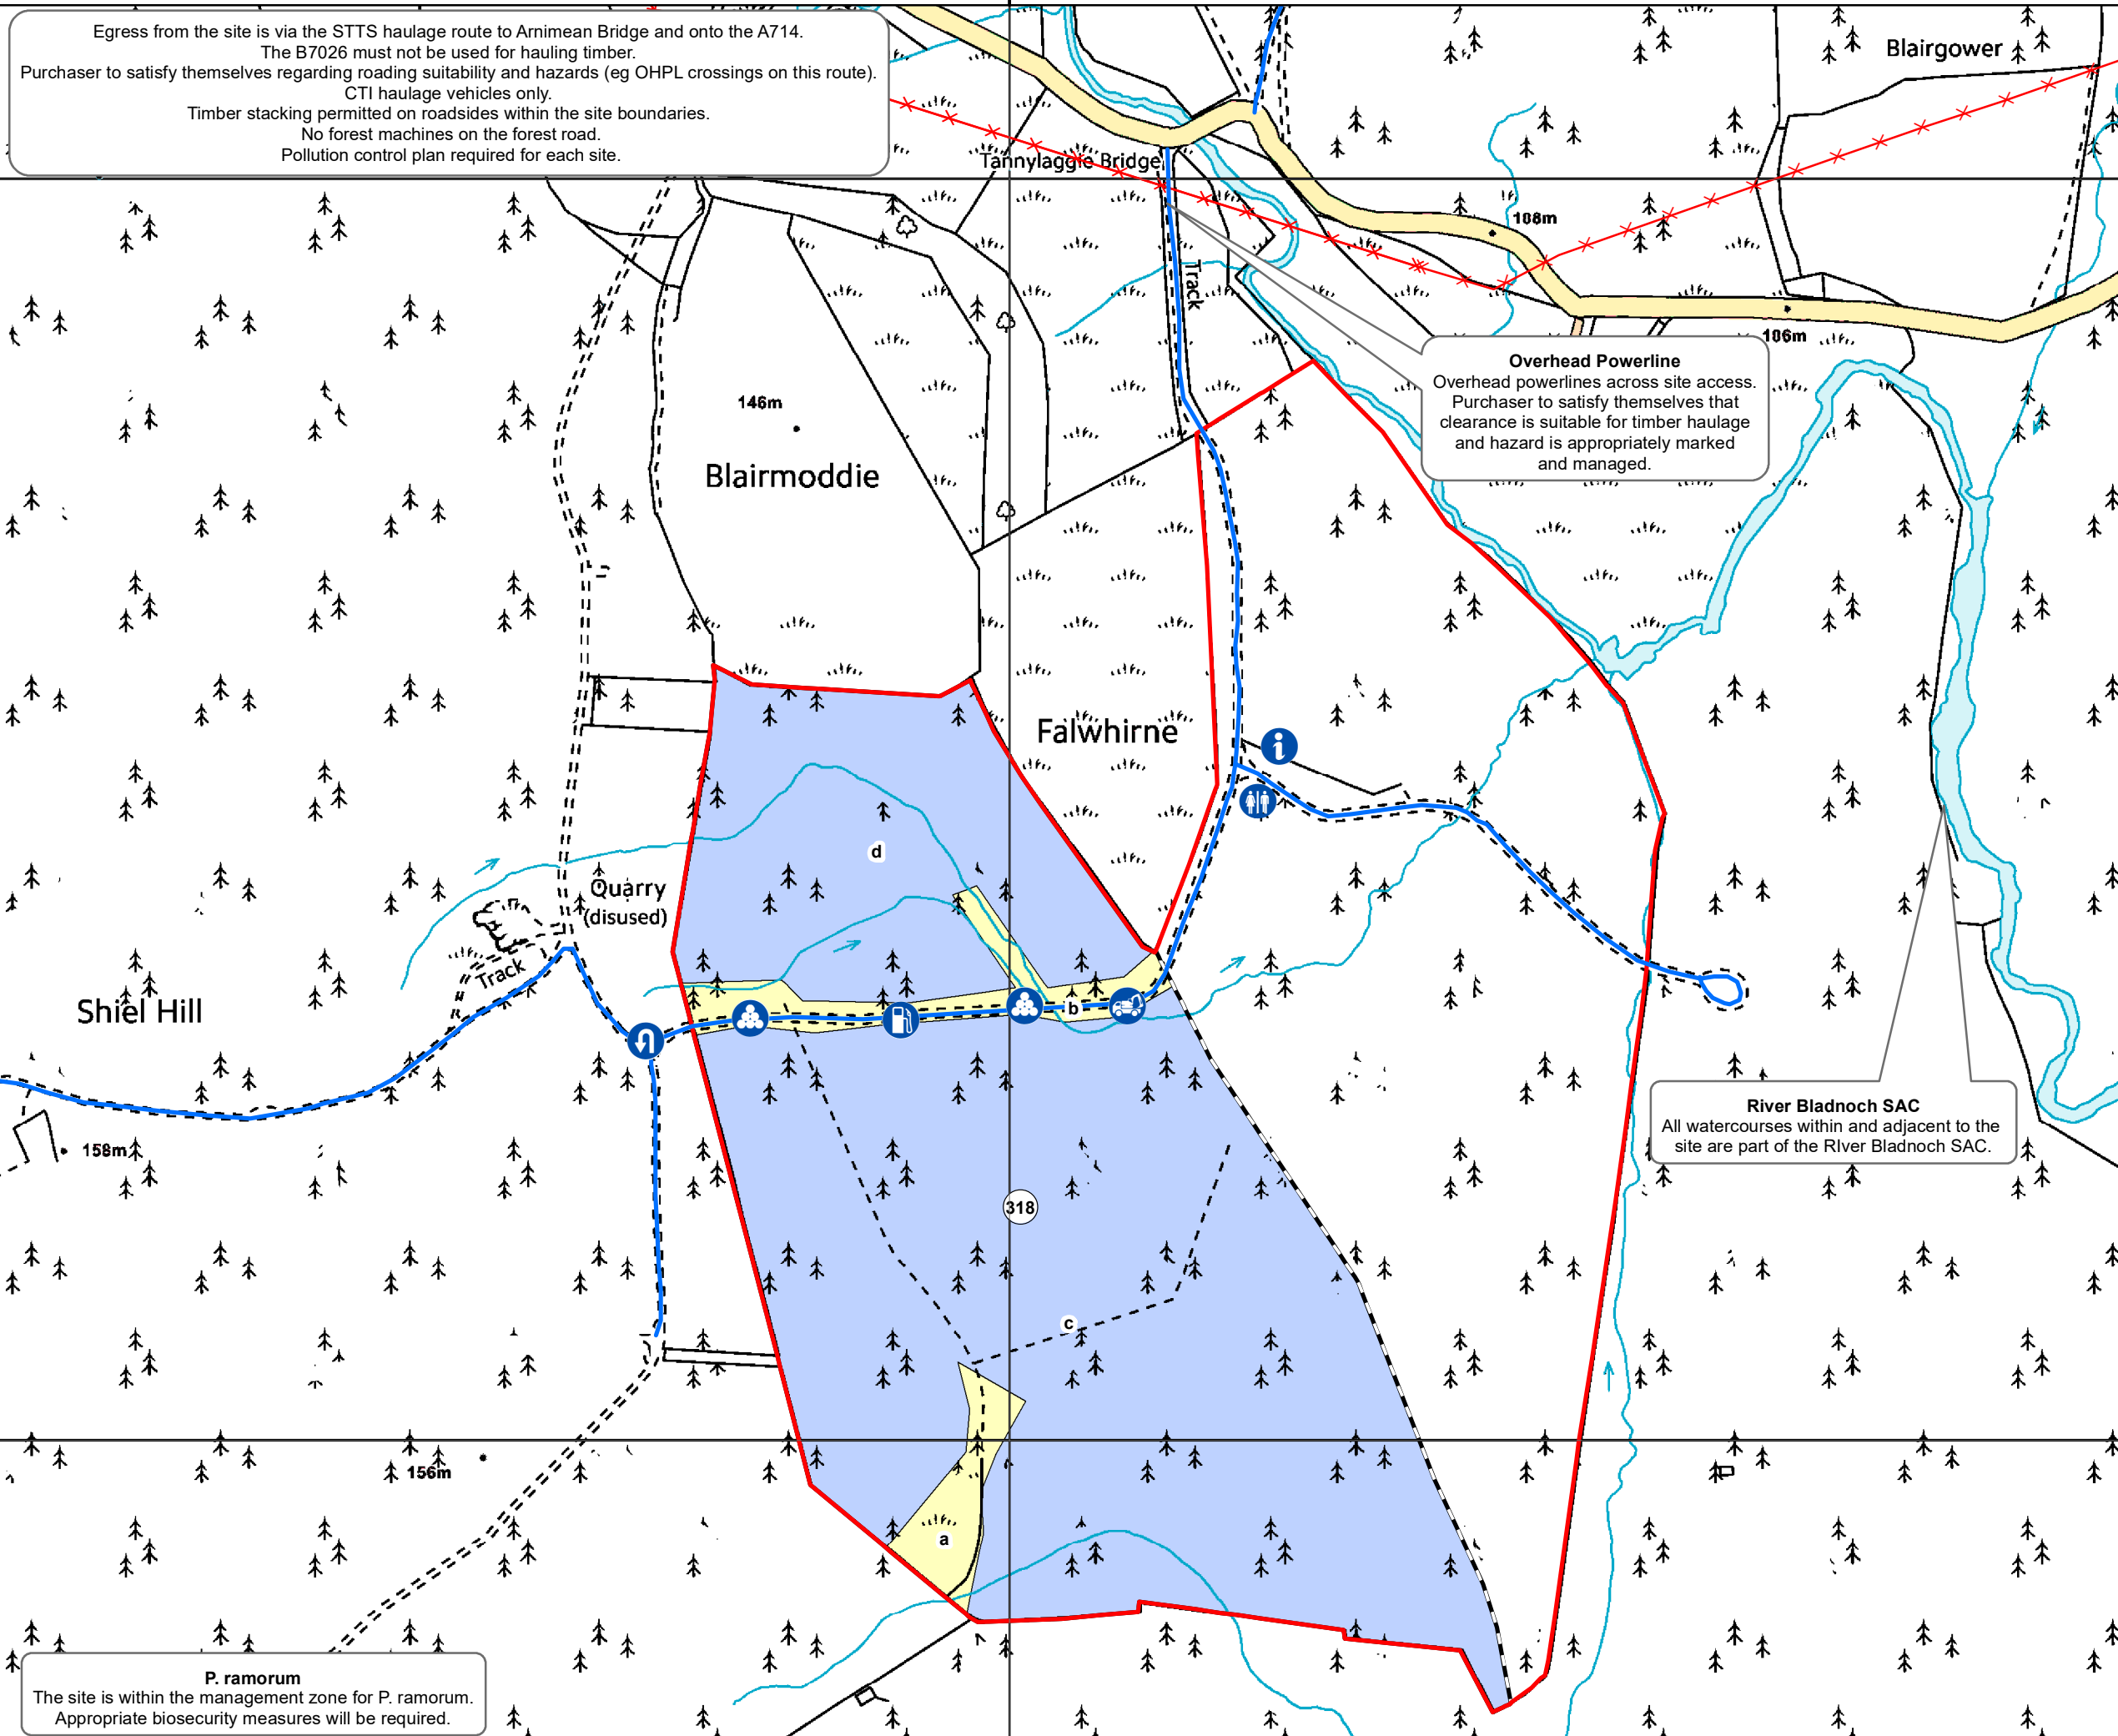 Egress from the site is via the STTS haulage route to Arnimean Bridge and onto the A714.
The B7026 must not be used for hauling timber.
Purchaser to satisfy themselves regarding roading suitability and hazards (eg OHPL crossings on this route).
CTI haulage vehicles only.
Timber stacking permitted on roadsides within the site boundaries.
No forest machines on the forest road.
Pollution control plan required for each site.
Blairgower
Tannylaggie Bridge
108m
Track
106m
Overhead Powerline
Overhead powerlines across site access.
Purchaser to satisfy themselves that
clearance is suitable for timber haulage
and hazard is appropriately marked
and managed.
146m
Blairmoddie
Falwhirne
i
d
Quarry
(disused)
Track
Shiel Hill
b
158m
River Bladnoch SAC
All watercourses within and adjacent to the
site are part of the RIver Bladnoch SAC.
318
c
156m
a
P. ramorum
The site is within the management zone for P. ramorum.
Appropriate biosecurity measures will be required.